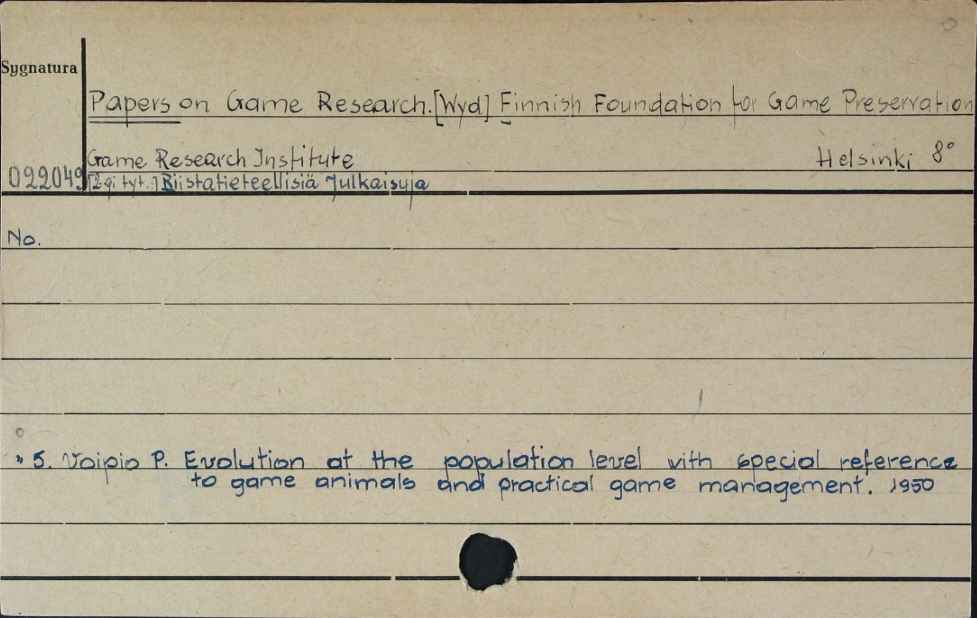 Sygnatura
Papers on Game Research. [Wyd] Finnish Foundation for Game Preservation
Game Research Institute Helsinki 8°
022049 [Zgł. tyt.] Riistatieteellisiä Julkaisuja
No.
" 5. Voipio P. Evolution at the population level with special reference
to game animals and practical game management. 1950